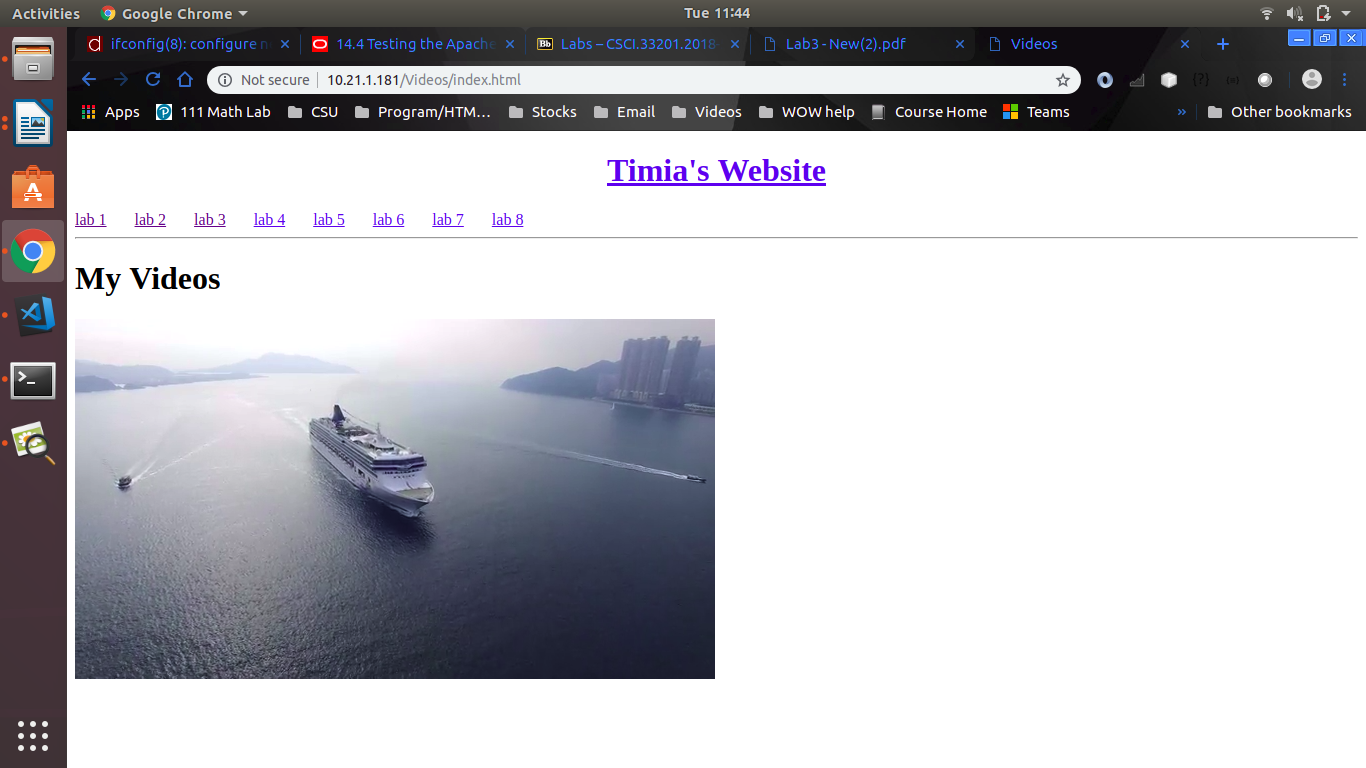 Activities Google Chrome Tue 11:44
ifconfig(8): configure n 14.4 Testing the Apache Labs – CSCI.33201.2018 Lab3 - New(2).pdf Videos
Not secure 10.21.1.181/Videos/index.html
Apps 111 Math Lab CSU Program/HTM... Stocks Email Videos WOW help Course Home Teams » Other bookmarks
Timia's Website
lab 1 lab 2 lab 3 lab 4 lab 5 lab 6 lab 7 lab 8
My Videos